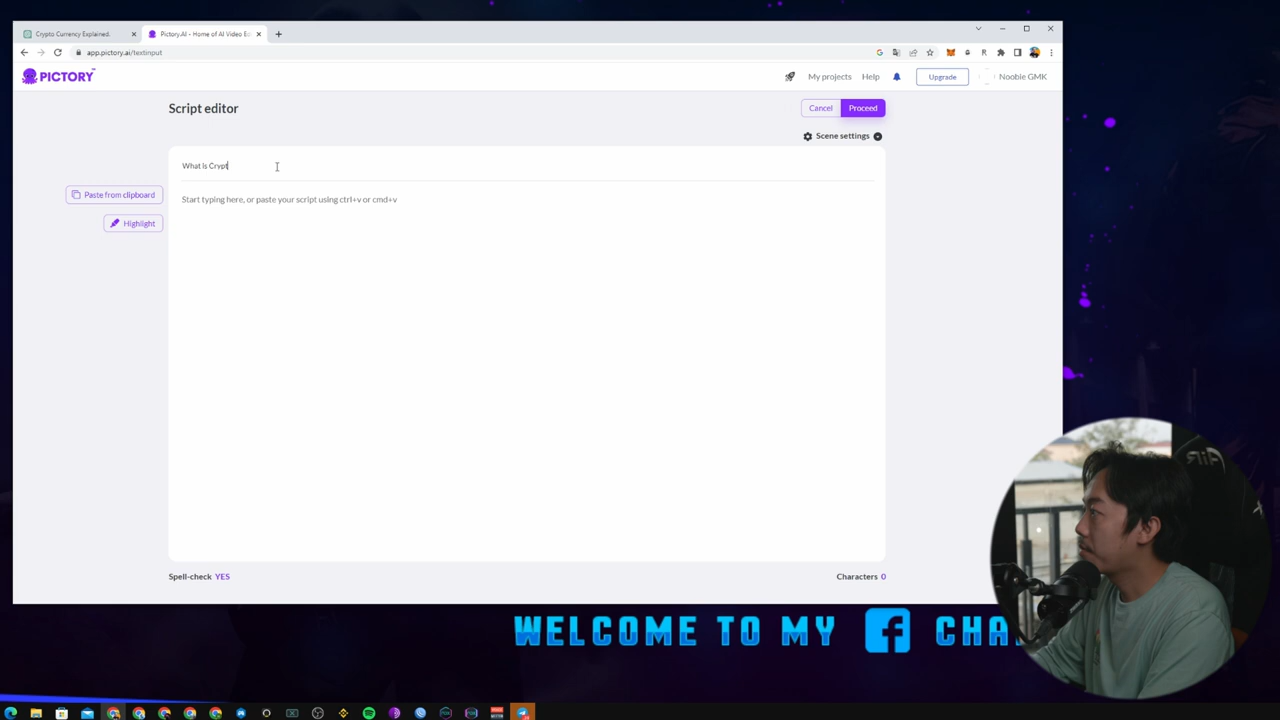 Crypto Currency Explained.
Pictory.AI - Home of AI Video Ec
app.pictory.ai/textinput
PICTORY
My projects
Help
Upgrade
Noobie GMK
Script editor
Cancel
Proceed
Scene settings
What is Crypt
Paste from clipboard
Start typing here, or paste your script using ctrl+v or cmd+v
Highlight
Spell-check YES
Characters 0
WELCOME TO MY
CHA